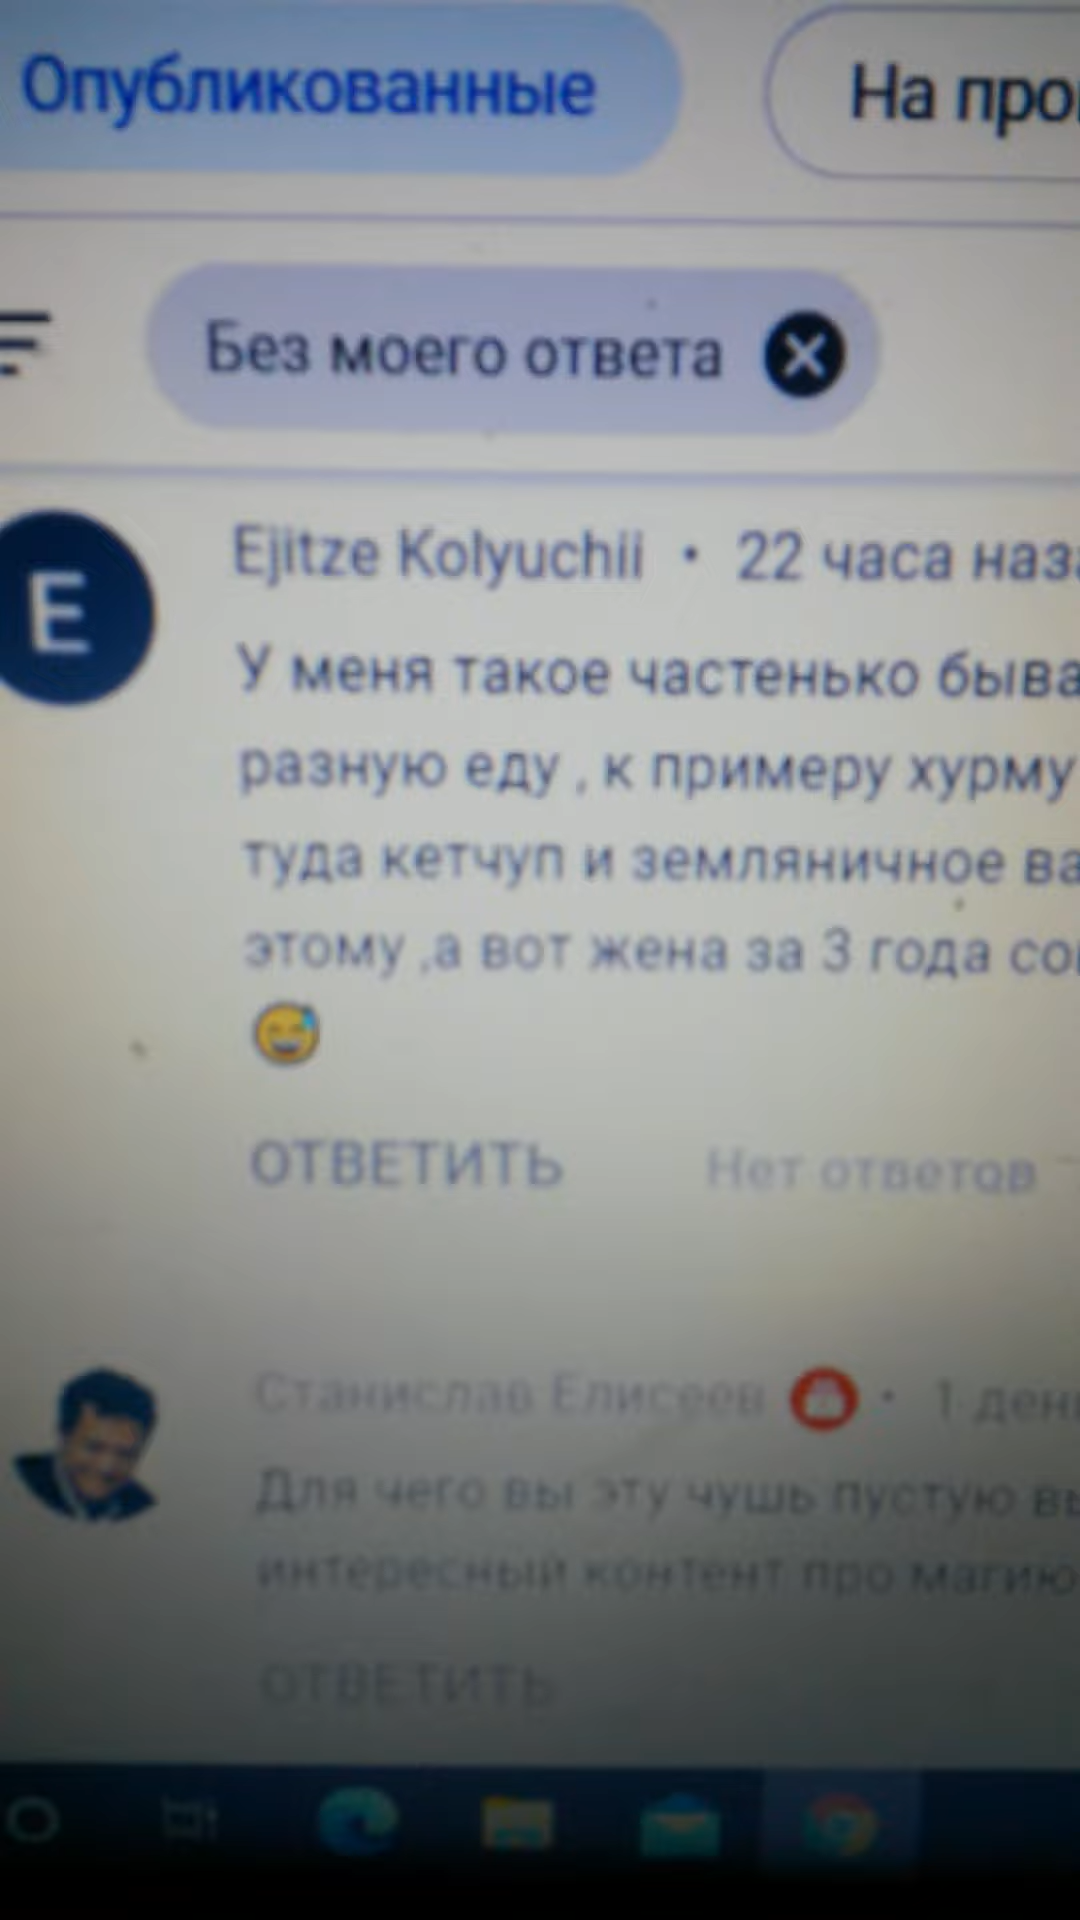 Опубликованные
На про
Без моего ответа
E
Ejitze Kolyuchii • 22 часа наза
У меня такое частенько быва
разную еду , к примеру хурму
туда кетчуп и земляничное ва
этому ,а вот жена за 3 года со
ОТВЕТИТЬ
Нет ответов
Станислав Елисеев • 1 ден
Для чего вы эту чушь пустую вы
интересный контент про магию
ОТВЕТИТЬ